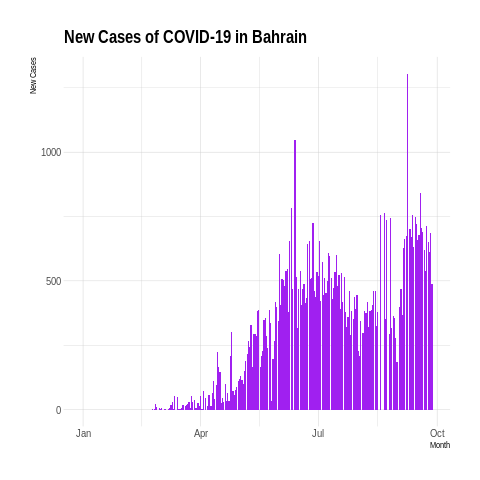 New Cases of COVID-19 in Bahrain
New Cases
1000
500
0
Jan
Apr
Jul
Oct
Month